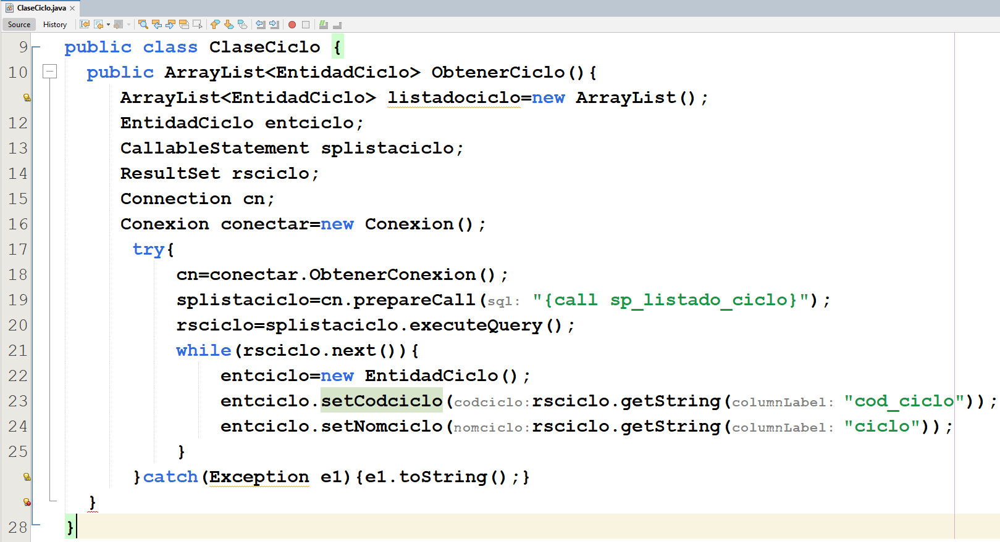 ClaseCiclo.java
Source History
9 public class ClaseCiclo {
10 public ArrayList<EntidadCiclo> ObtenerCiclo(){
ArrayList<EntidadCiclo> listadociclo=new ArrayList();
12 EntidadCiclo entciclo;
13 CallableStatement splistaciclo;
14 ResultSet rsciclo;
15 Connection cn;
16 Conexion conectar=new Conexion();
17 try{
18 cn=conectar.ObtenerConexion();
19 splistaciclo=cn.prepareCall(sql: "{call sp_listado_ciclo}");
20 rsciclo=splistaciclo.executeQuery();
21 while(rsciclo.next()){
22 entciclo=new EntidadCiclo();
23 entciclo.setCodciclo(codciclo:rsciclo.getString(columnLabel: "cod_ciclo"));
24 entciclo.setNomciclo(nomciclo:rsciclo.getString(columnLabel: "ciclo"));
25 }
}catch(Exception e1){e1.toString();}
}
28 }